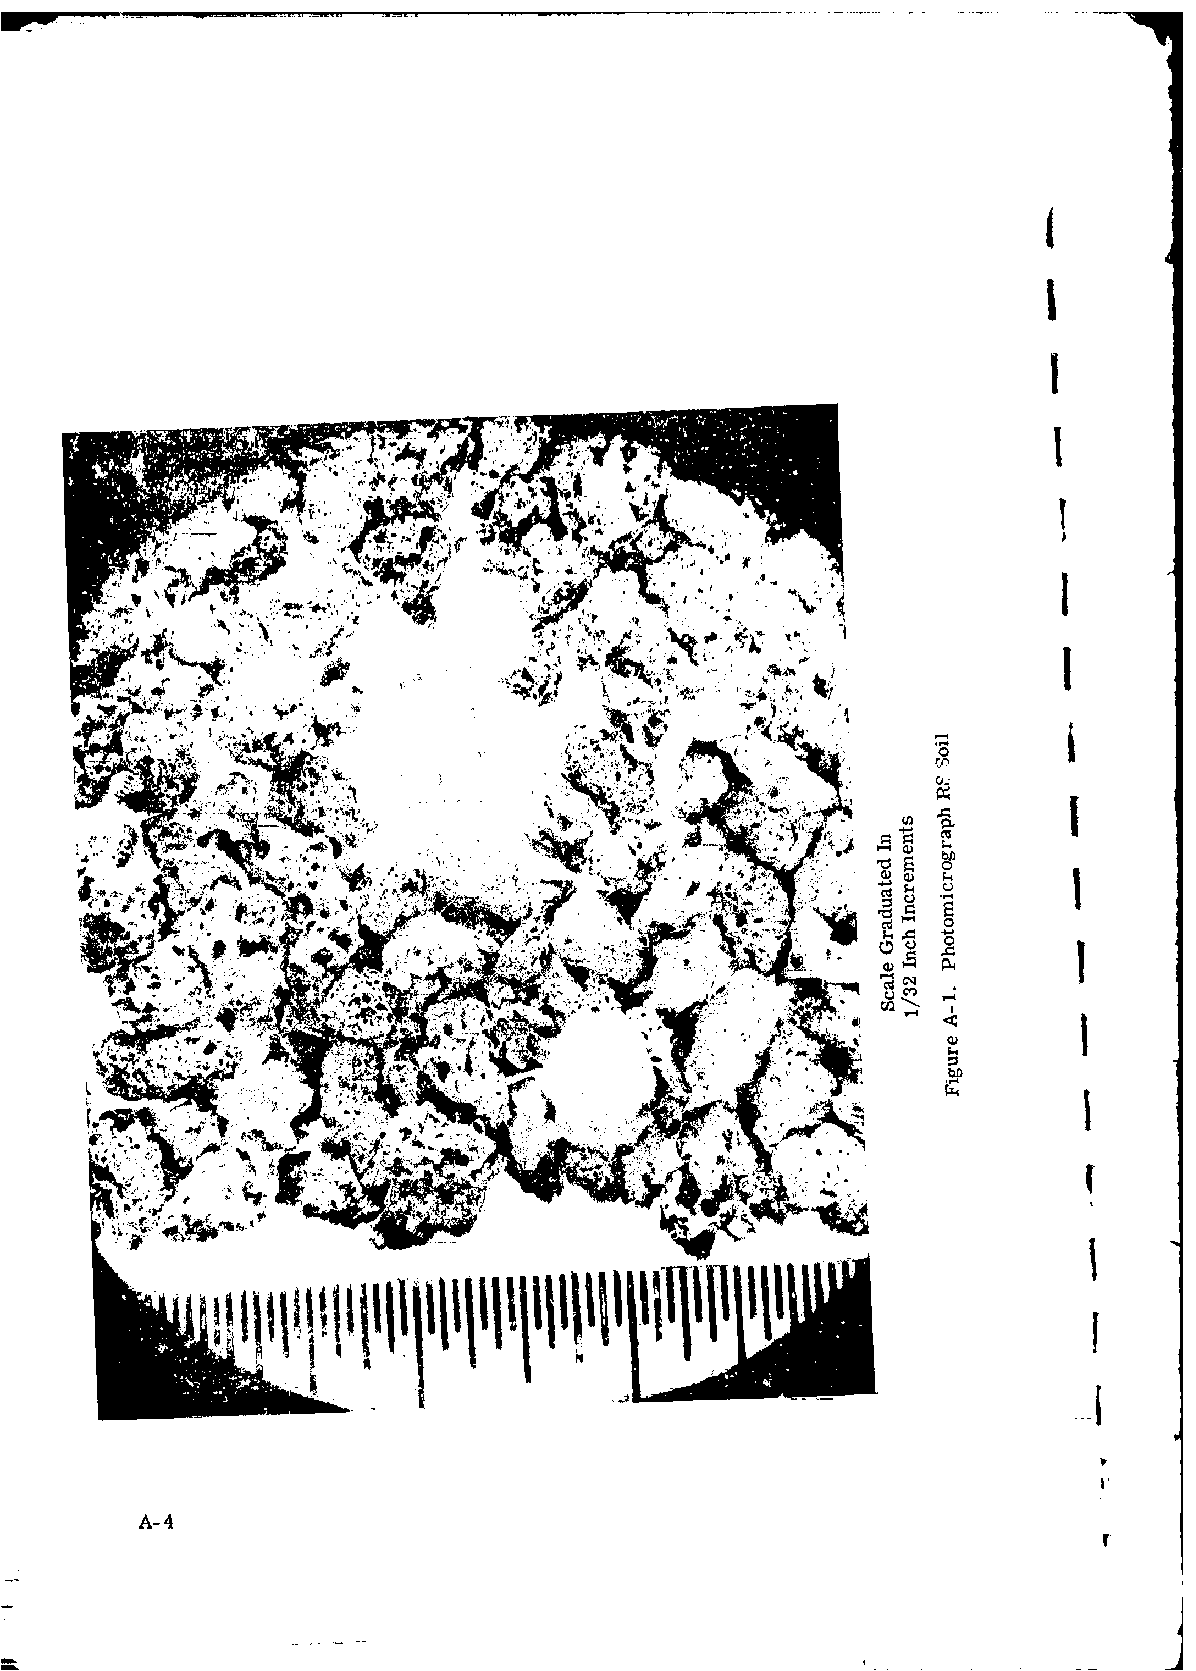 Scale Graduated In
1/32 Inch Increments
Figure A-1. Photomicrograph Soil
A-4